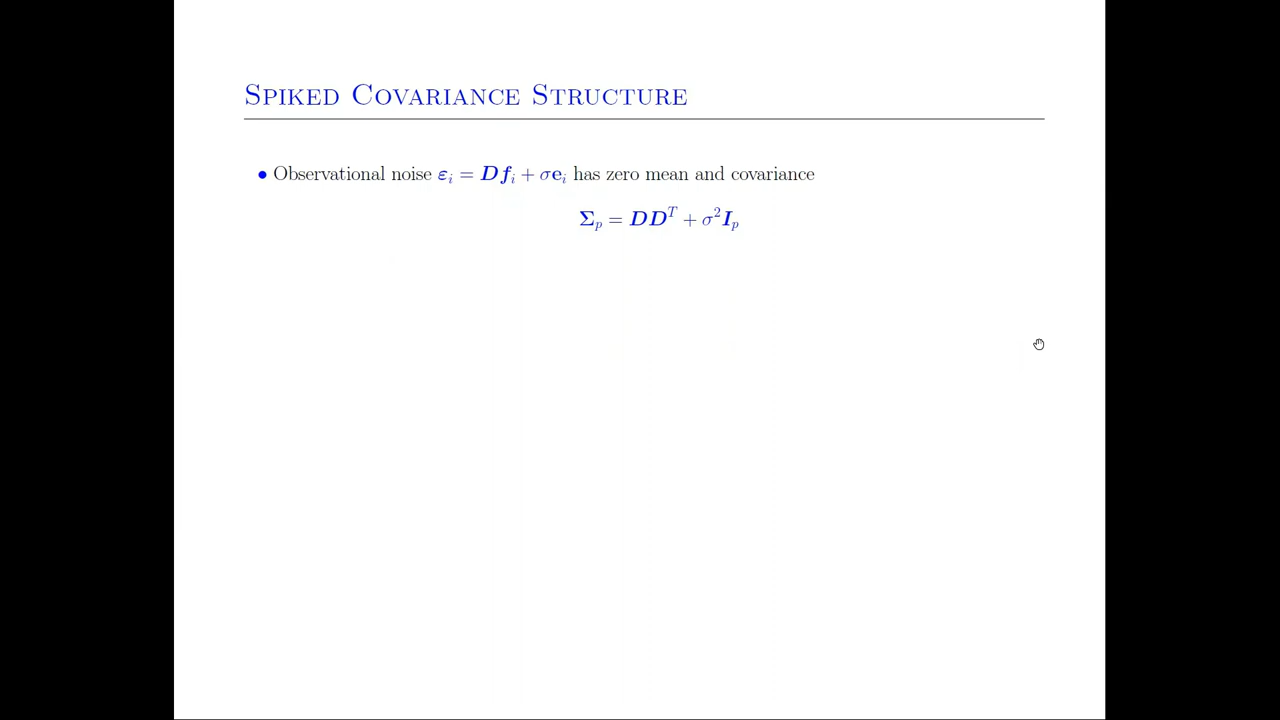 Spiked Covariance Structure
• Observational noise εᵢ = Dfᵢ + σeᵢ has zero mean and covariance
Σₚ = DDᵀ + σ²Iₚ